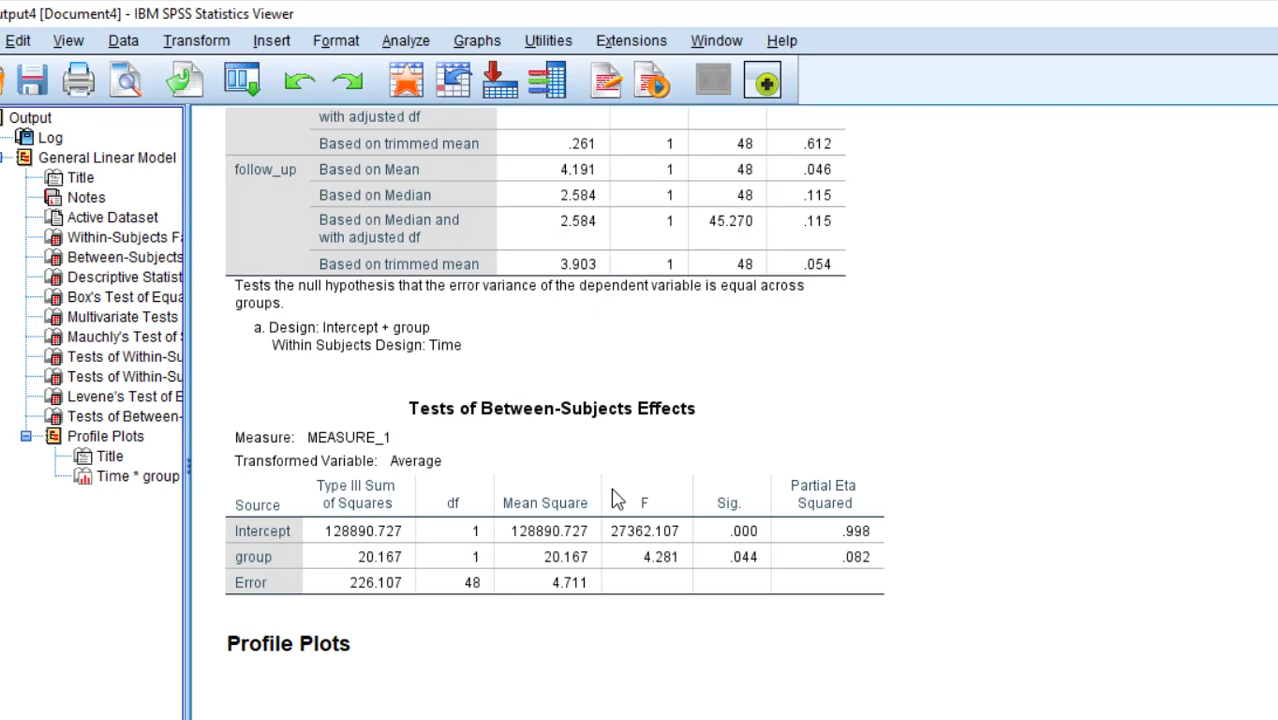 utput4 [Document4] - IBM SPSS Statistics Viewer
Edit View Data Transform Insert Format Analyze Graphs Utilities Extensions Window Help
Output
Log
General Linear Model
Title
Notes
Active Dataset
Within-Subjects Fa
Between-Subjects
Descriptive Statist
Box's Test of Equa
Multivariate Tests
Mauchly's Test of S
Tests of Within-Su
Tests of Within-Su
Levene's Test of E
Tests of Between-
Profile Plots
Title
Time * group
with adjusted df
Based on trimmed mean .261 1 48 .612
follow_up Based on Mean 4.191 1 48 .046
Based on Median 2.584 1 48 .115
Based on Median and 2.584 1 45.270 .115
with adjusted df
Based on trimmed mean 3.903 1 48 .054
Tests the null hypothesis that the error variance of the dependent variable is equal across
groups.
a. Design: Intercept + group
Within Subjects Design: Time
Tests of Between-Subjects Effects
Measure: MEASURE_1
Transformed Variable: Average
Type III Sum Partial Eta
Source of Squares df Mean Square F Sig. Squared
Intercept 128890.727 1 128890.727 27362.107 .000 .998
group 20.167 1 20.167 4.281 .044 .082
Error 226.107 48 4.711
Profile Plots